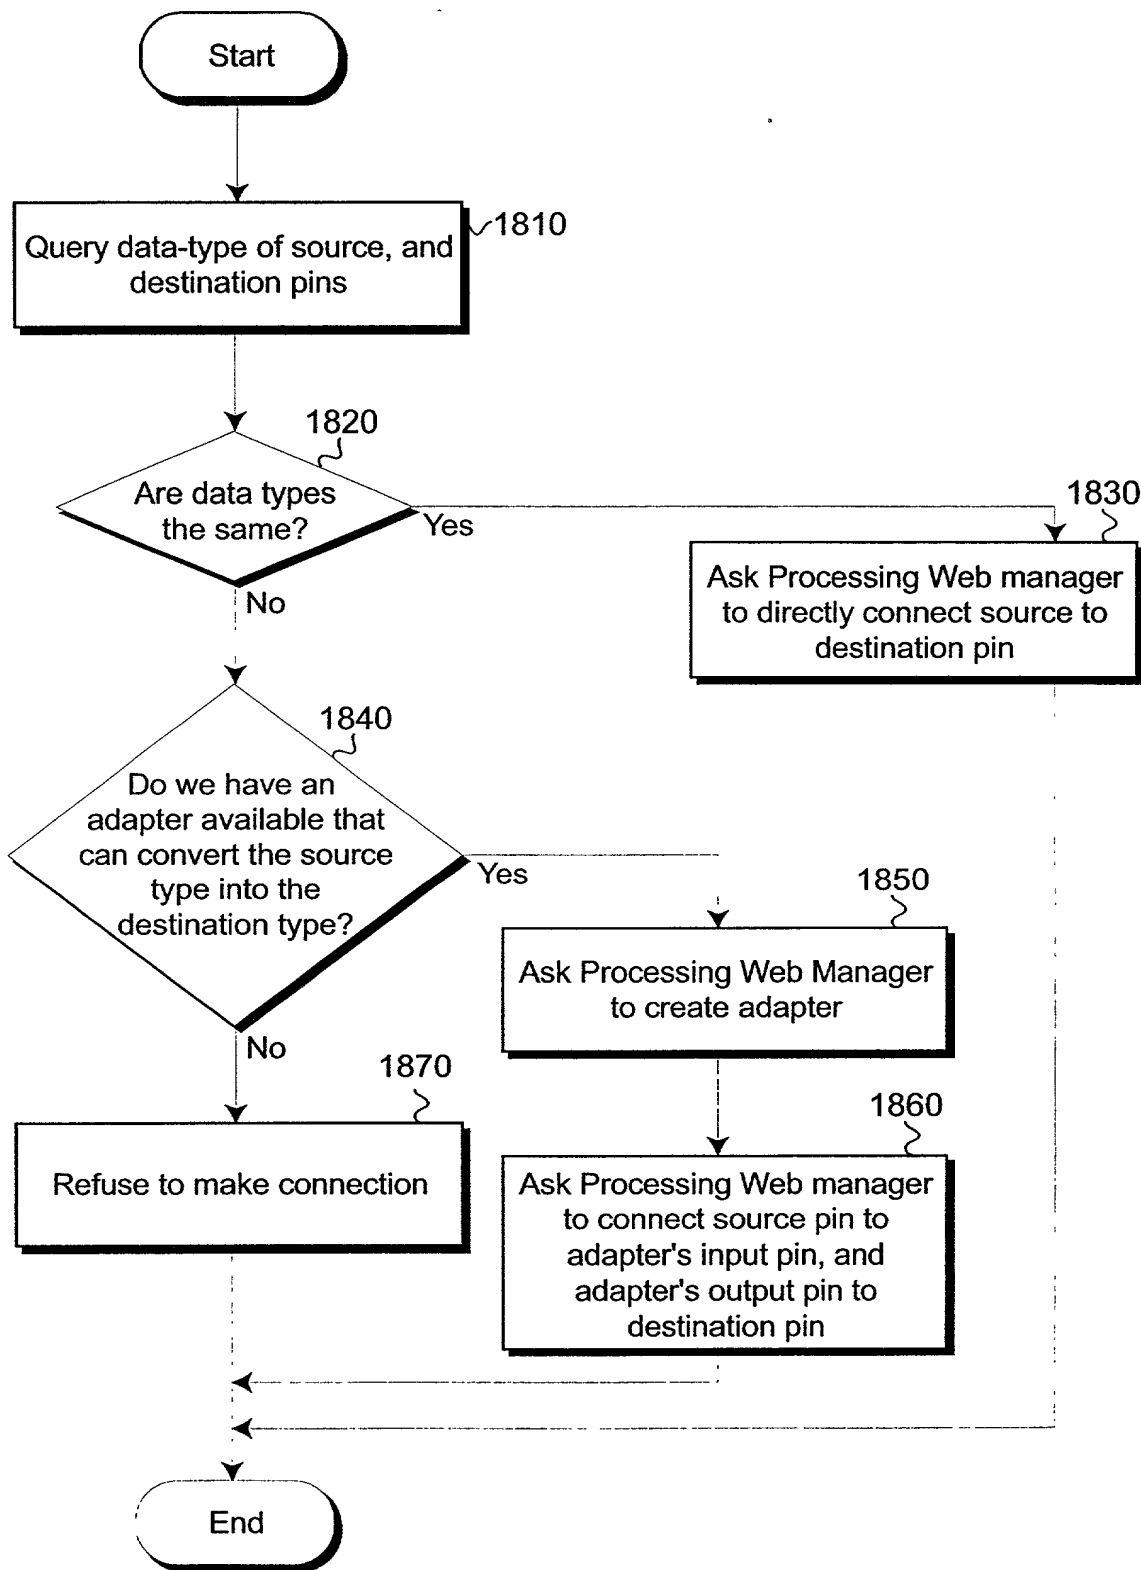 Start
1810
Query data-type of source, and
destination pins
1820
Are data types
the same?
Yes
No
1830
Ask Processing Web manager
to directly connect source to
destination pin
1840
Do we have an
adapter available that
can convert the source
type into the
destination type?
Yes
No
1850
Ask Processing Web Manager
to create adapter
1870
Refuse to make connection
1860
Ask Processing Web manager
to connect source pin to
adapter's input pin, and
adapter's output pin to
destination pin
End